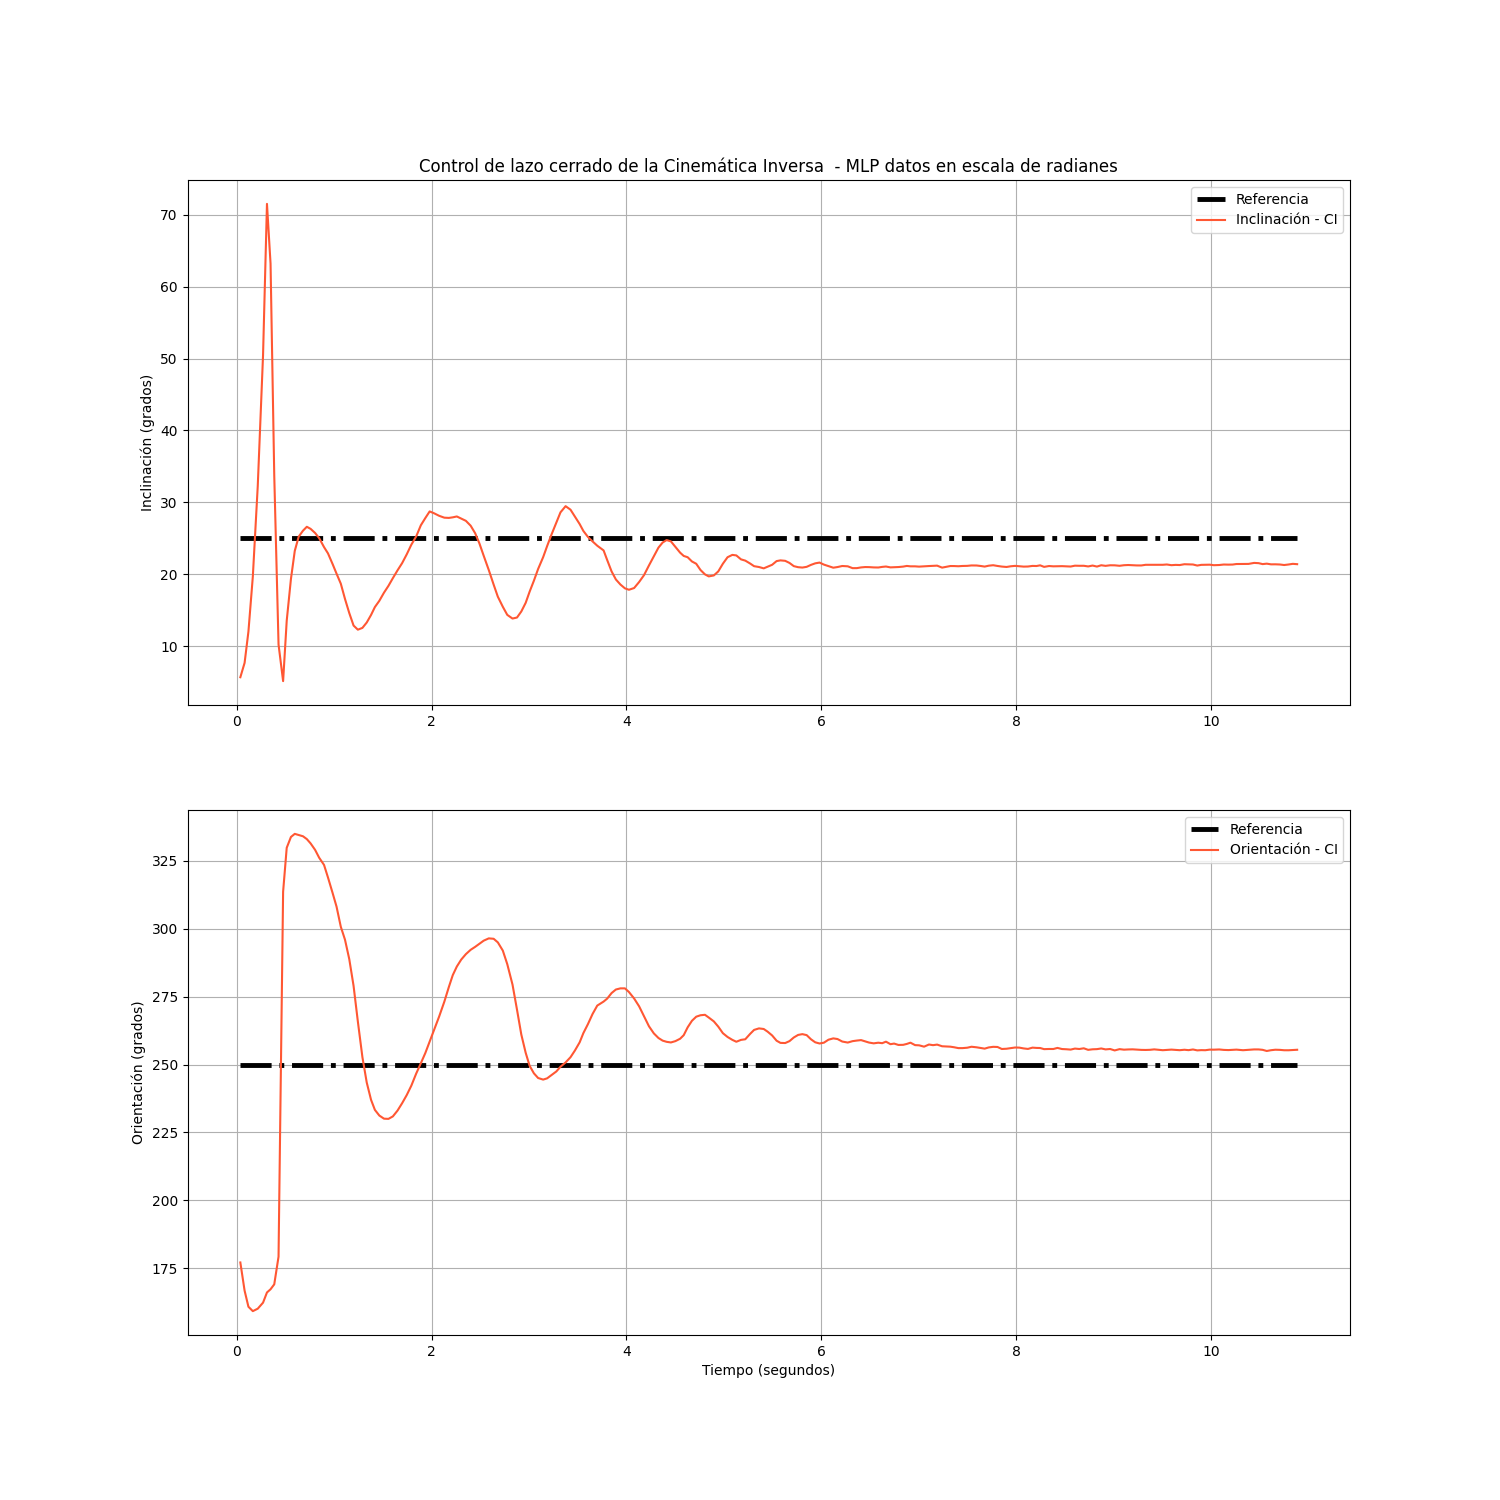 Control de lazo cerrado de la Cinemática Inversa  - MLP datos en escala de radianes
Referencia
Inclinación - CI
Inclinación (grados)
70
60
50
40
30
20
10
0 2 4 6 8 10
Referencia
Orientación - CI
Orientación (grados)
325
300
275
250
225
200
175
0 2 4 6 8 10
Tiempo (segundos)